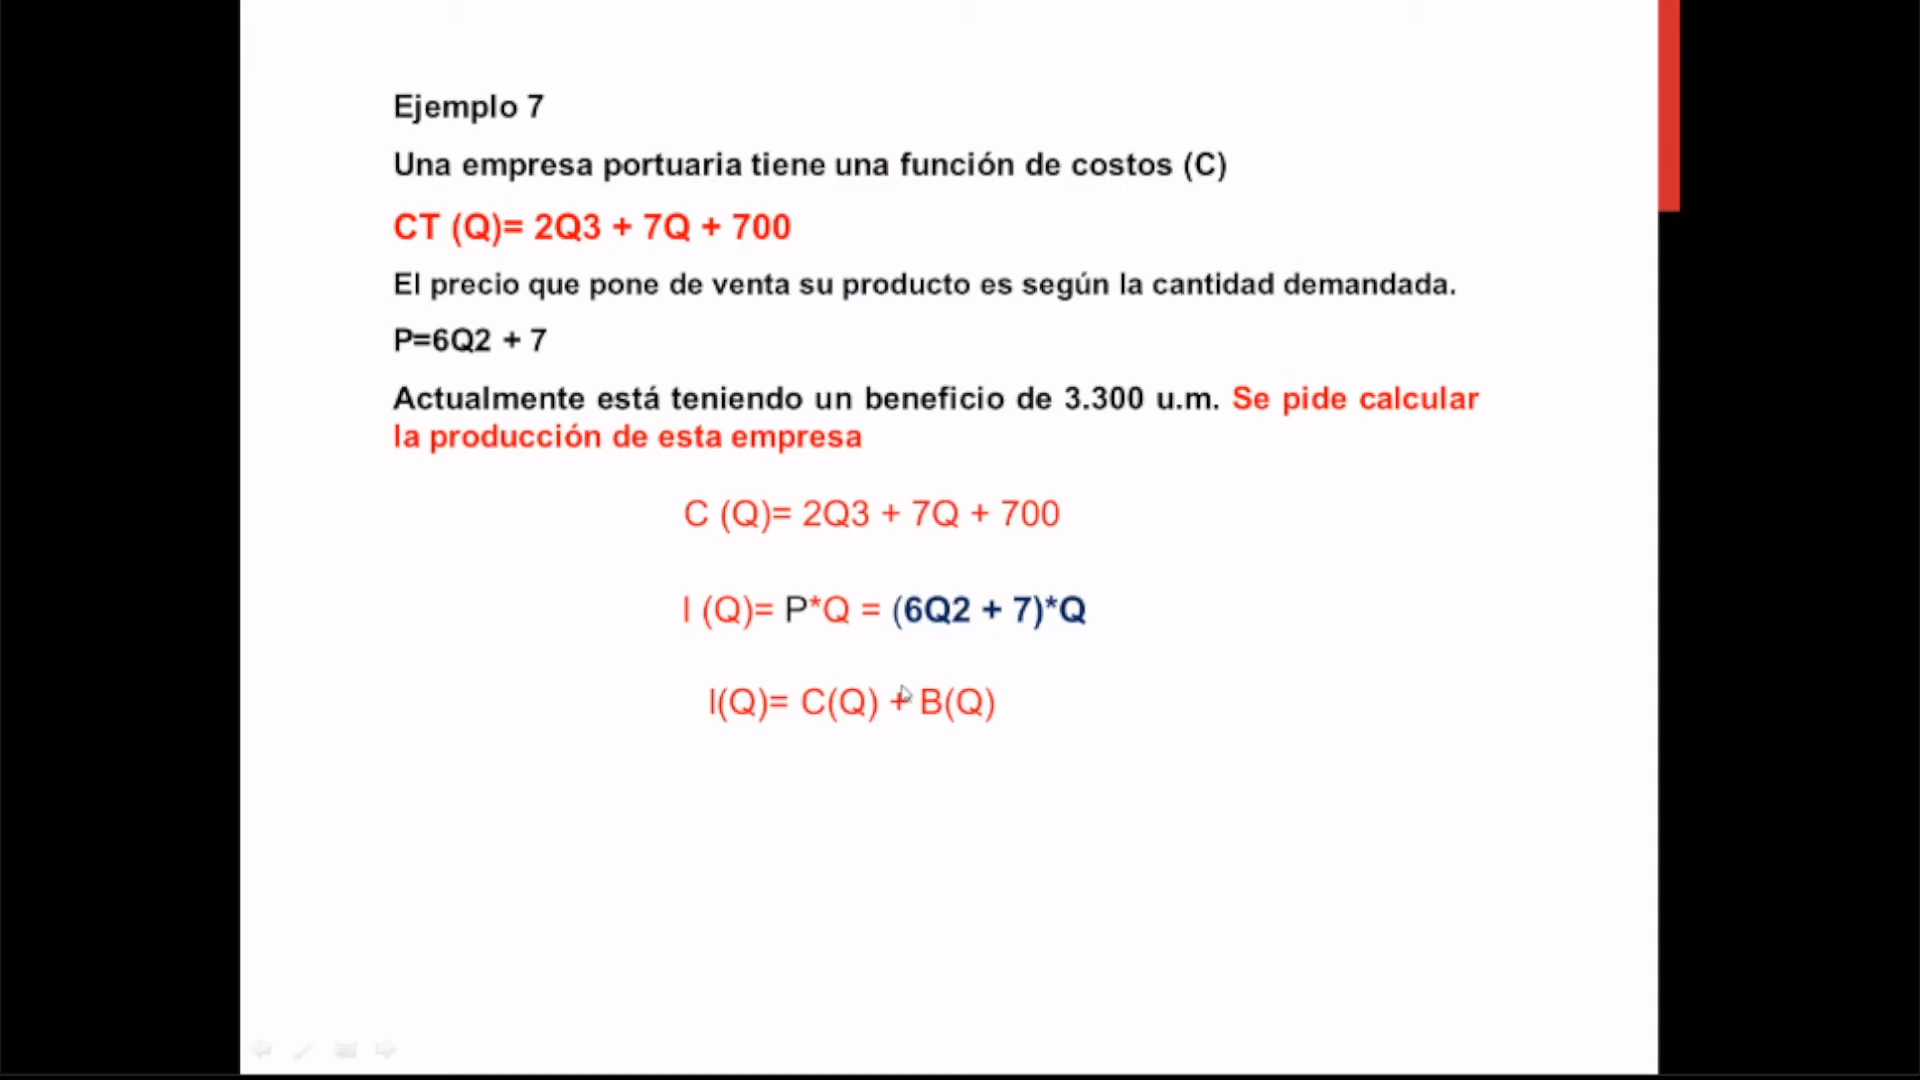 Ejemplo 7
Una empresa portuaria tiene una función de costos (C)
CT (Q)= 2Q3 + 7Q + 700
El precio que pone de venta su producto es según la cantidad demandada.
P=6Q2 + 7
Actualmente está teniendo un beneficio de 3.300 u.m. Se pide calcular
la producción de esta empresa
C (Q)= 2Q3 + 7Q + 700
I (Q)= P*Q = (6Q2 + 7)*Q
I(Q)= C(Q) + B(Q)